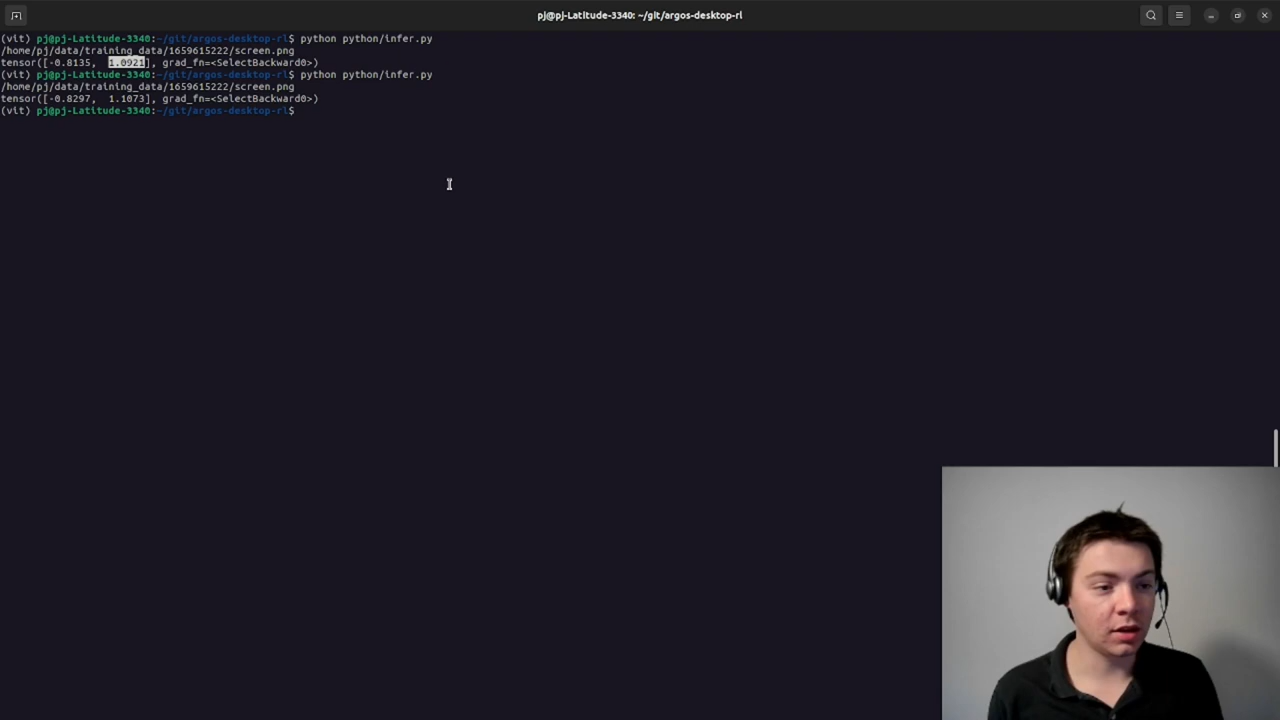 pj@pj-Latitude-3340: ~/git/argos-desktop-rl
(vit) pj@pj-Latitude-3340:~/git/argos-desktop-rl$ python python/infer.py
/home/pj/data/training_data/1659615222/screen.png
tensor([-0.8135,  1.0921], grad_fn=<SelectBackward0>)
(vit) pj@pj-Latitude-3340:~/git/argos-desktop-rl$ python python/infer.py
/home/pj/data/training_data/1659615222/screen.png
tensor([-0.8297,  1.1073], grad_fn=<SelectBackward0>)
(vit) pj@pj-Latitude-3340:~/git/argos-desktop-rl$